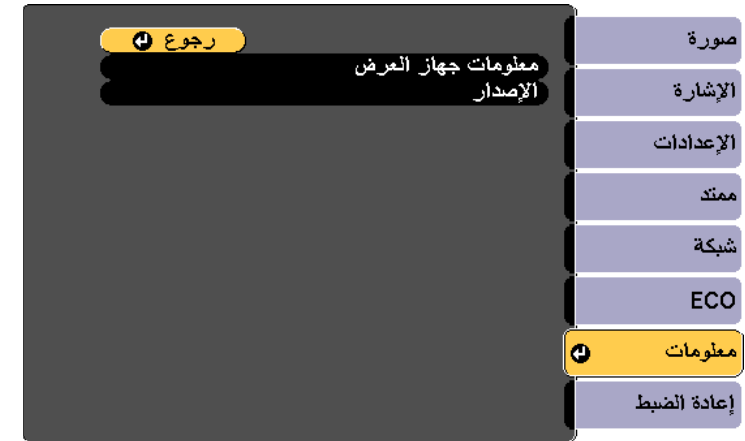 صورة
الإشارة
الإعدادات
ممتد
شبكة
ECO
معلومات
إعادة الضبط
رجوع
معلومات جهاز العرض
الإصدار